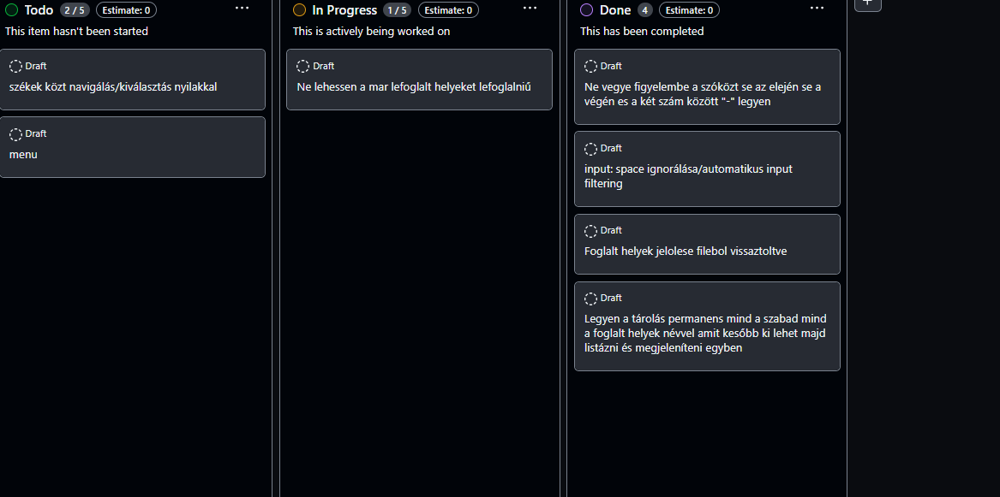 Todo 2 / 5 Estimate: 0
This item hasn't been started
Draft
székek közt navigálás/kiválasztás nyilakkal
Draft
menu
In Progress 1 / 5 Estimate: 0
This is actively being worked on
Draft
Ne lehessen a mar lefoglalt helyeket lefoglalniű
Done 4 Estimate: 0
This has been completed
Draft
Ne vegye figyelembe a szóközt se az elején se a
végén es a két szám között "-" legyen
Draft
input: space ignorálása/automatikus input
filtering
Draft
Foglalt helyek jelolese filebol vissaztoltve
Draft
Legyen a tárolás permanens mind a szabad mind
a foglalt helyek névvel amit később ki lehet majd
listázni és megjeleníteni egyben